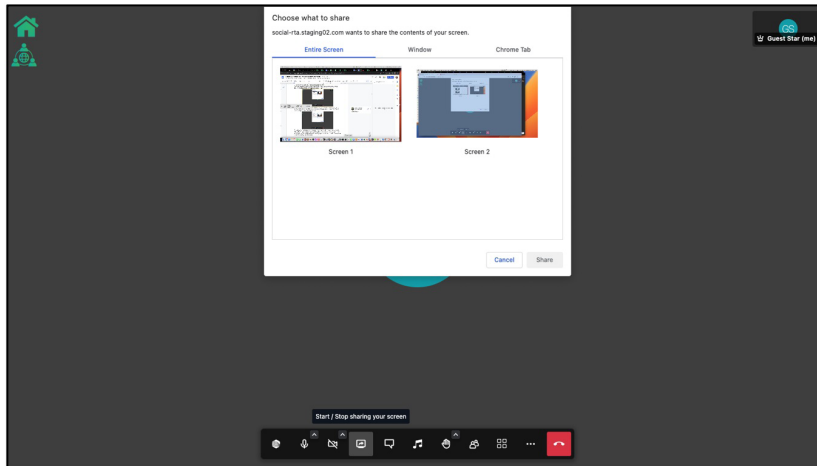 Choose what to share
social-rta.staging02.com wants to share the contents of your screen.
Entire Screen Window Chrome Tab
Screen 1 Screen 2
Cancel Share
GS
Guest Star (me)
Start / Stop sharing your screen